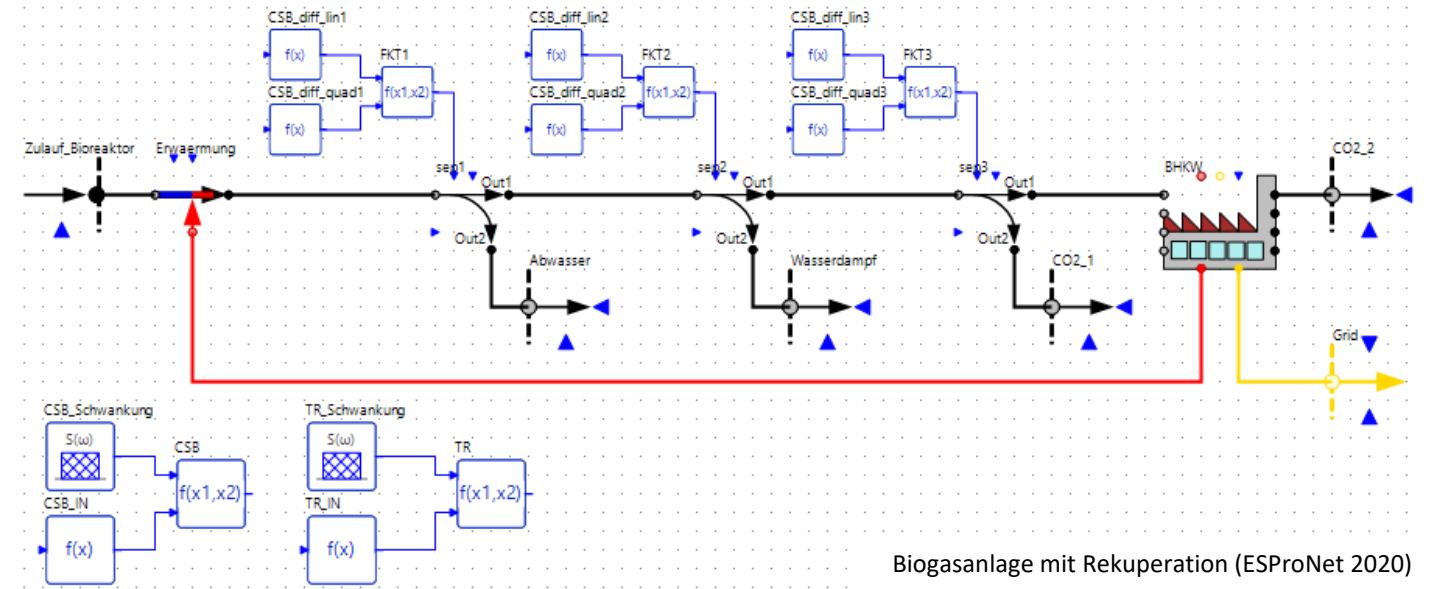 CSB_diff_lin1
CSB_diff_lin2
CSB_diff_lin3
f(x)
FKT1
f(x)
FKT2
f(x)
FKT3
CSB_diff_quad1
f(x1,x2)
CSB_diff_quad2
f(x1,x2)
CSB_diff_quad3
f(x1,x2)
f(x)
f(x)
f(x)
Zulauf_Bioreaktor
Erwaermung
sep1
Out1
sep2
Out1
sep3
Out1
BHKW
CO2_2
Out2
Out2
Out2
Abwasser
Wasserdampf
CO2_1
Grid
CSB_Schwankung
TR_Schwankung
S(ω)
CSB
S(ω)
TR
f(x1,x2)
f(x1,x2)
CSB_IN
TR_IN
f(x)
f(x)
Biogasanlage mit Rekuperation (ESProNet 2020)